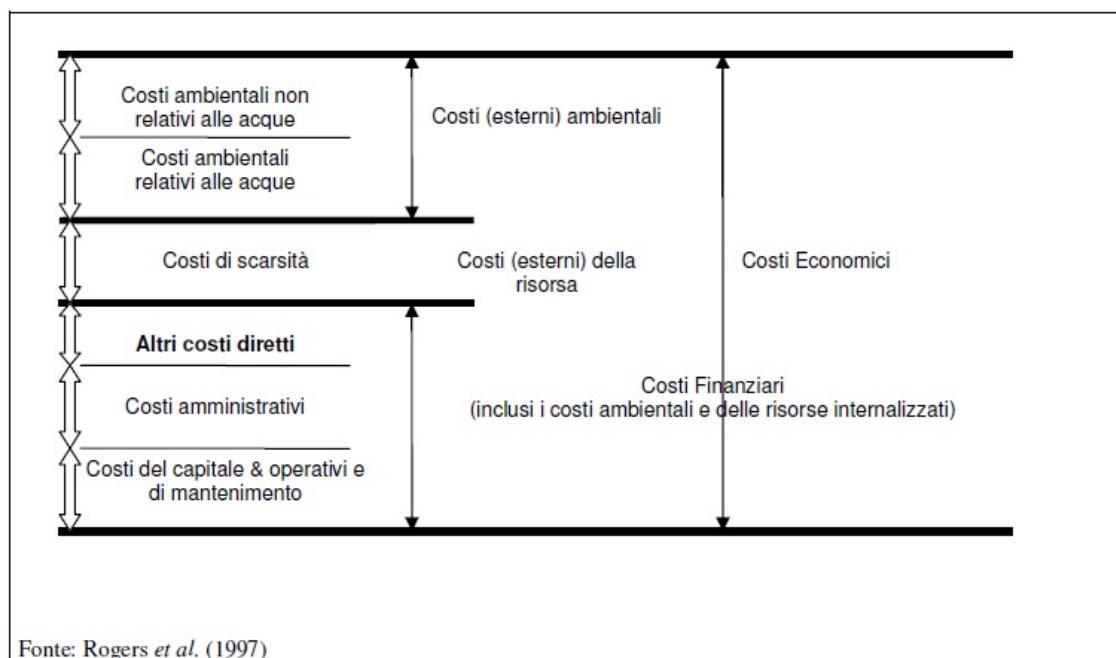 Costi ambientali non
relativi alle acque
Costi (esterni) ambientali
Costi ambientali
relativi alle acque
Costi di scarsità
Costi (esterni) della
risorsa
Costi Economici
Altri costi diretti
Costi amministrativi
Costi Finanziari
(inclusi i costi ambientali e delle risorse internalizzati)
Costi del capitale & operativi e
di mantenimento
Fonte: Rogers et al. (1997)